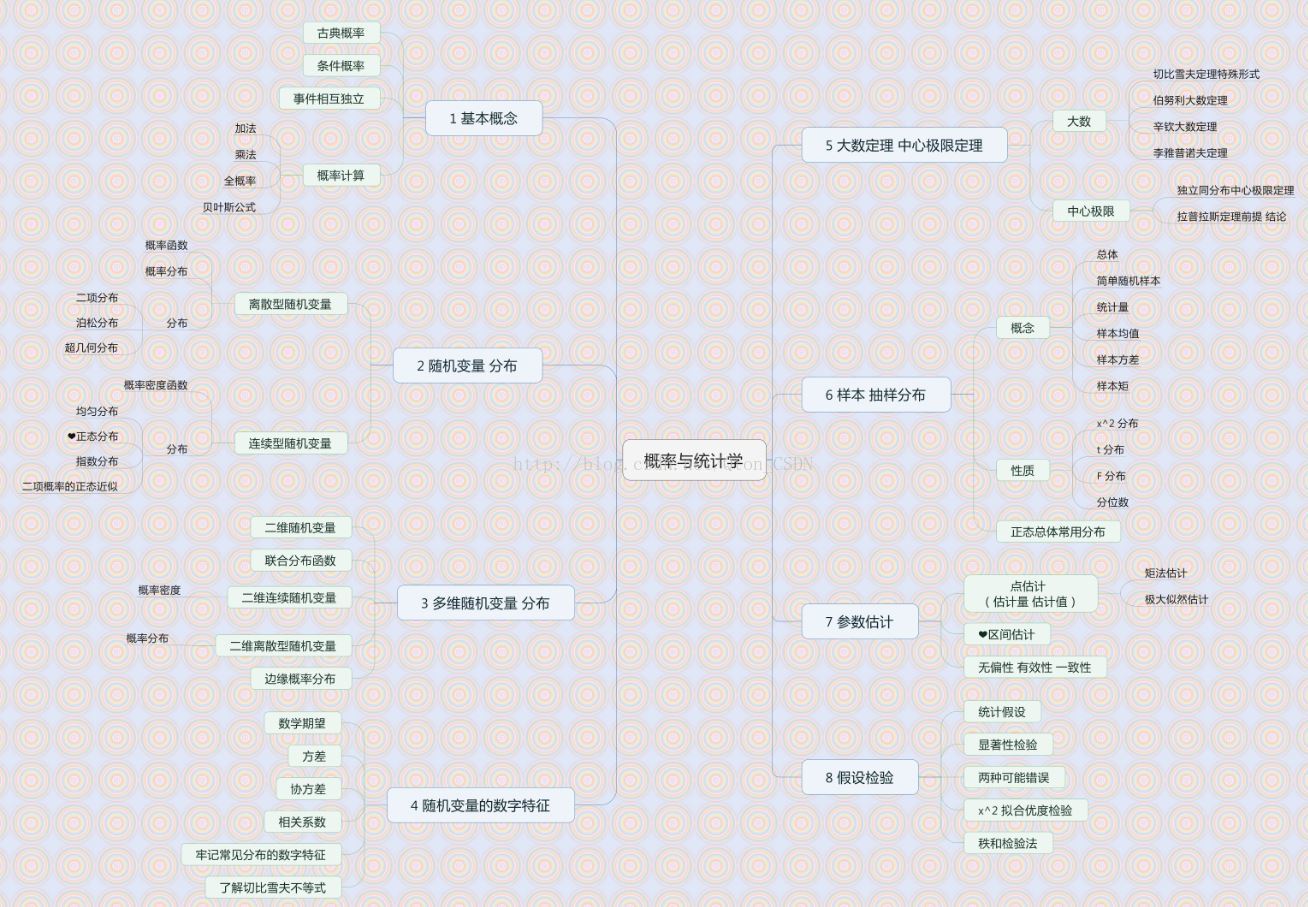 概率与统计学
1 基本概念
古典概率
条件概率
事件相互独立
概率计算
加法
乘法
全概率
贝叶斯公式
2 随机变量 分布
离散型随机变量
概率函数
概率分布
分布
二项分布
泊松分布
超几何分布
连续型随机变量
概率密度函数
分布
均匀分布
❤正态分布
指数分布
二项概率的正态近似
3 多维随机变量 分布
二维随机变量
联合分布函数
二维连续随机变量
概率密度
二维离散型随机变量
概率分布
边缘概率分布
4 随机变量的数字特征
数学期望
方差
协方差
相关系数
牢记常见分布的数字特征
了解切比雪夫不等式
5 大数定理 中心极限定理
大数
切比雪夫定理特殊形式
伯努利大数定理
辛钦大数定理
李雅普诺夫定理
中心极限
独立同分布中心极限定理
拉普拉斯定理前提 结论
6 样本 抽样分布
概念
总体
简单随机样本
统计量
样本均值
样本方差
样本矩
性质
x^2 分布
t 分布
F 分布
分位数
正态总体常用分布
7 参数估计
点估计
( 估计量 估计值 )
矩法估计
极大似然估计
❤区间估计
无偏性 有效性 一致性
8 假设检验
统计假设
显著性检验
两种可能错误
x^2 拟合优度检验
秩和检验法